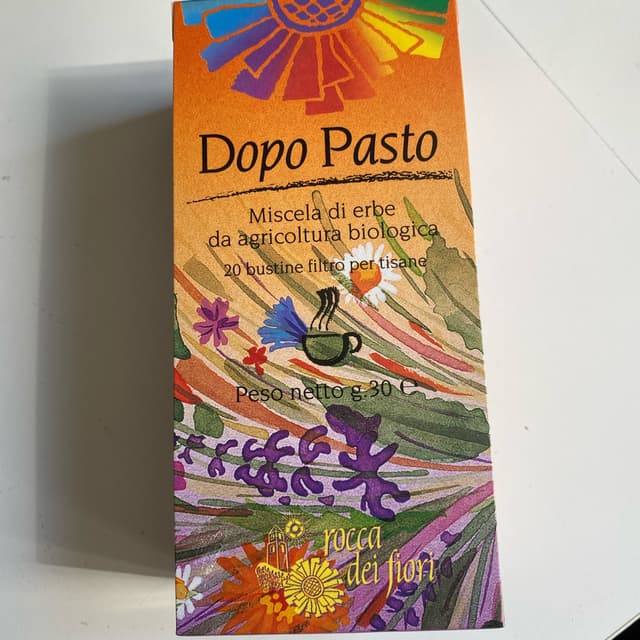 Dopo Pasto
Miscela di erbe
da agricoltura biologica
20 bustine filtro per tisane
Peso netto g.30 ℮
rocca
dei fiori